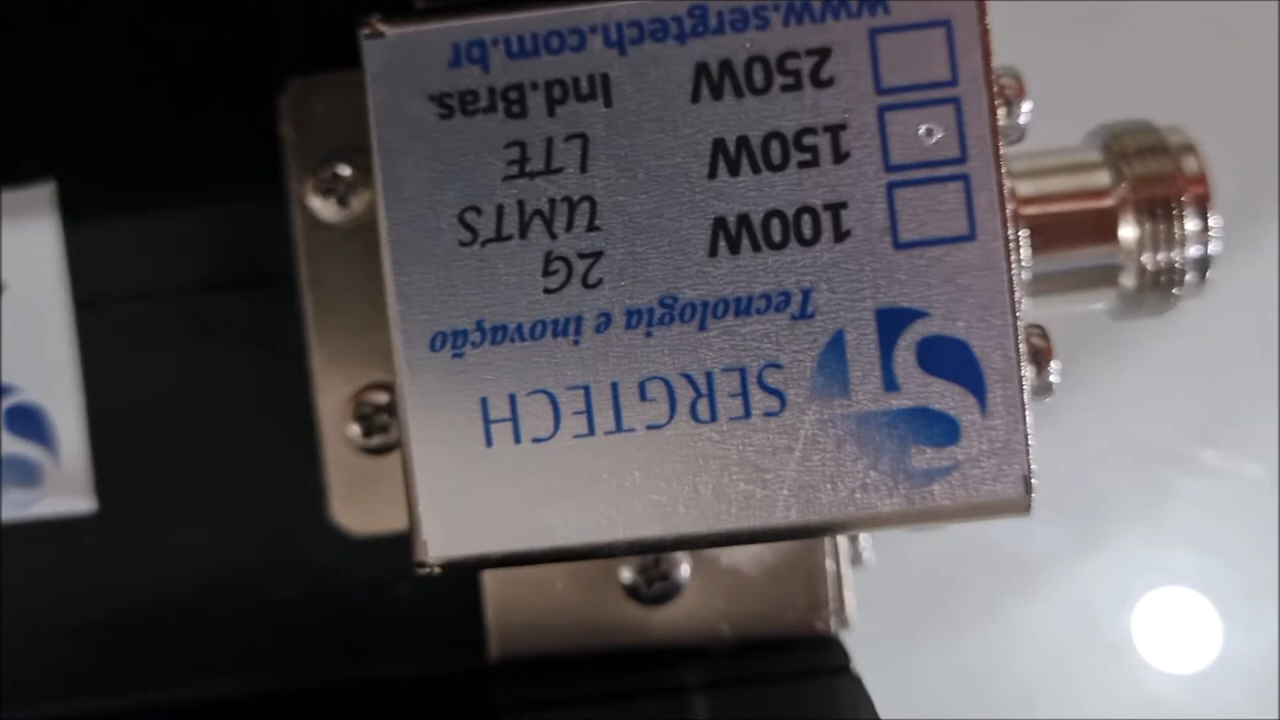 SERGTECH
Tecnologia e inovação
2G
100W UMTS
150W LTE
250W Ind.Bras.
www.sergtech.com.br